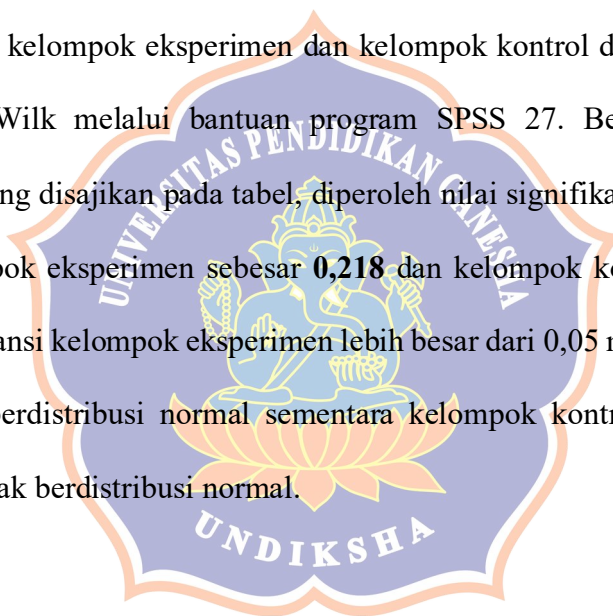 kelompok eksperimen dan kelompok kontrol d
Wilk melalui bantuan program SPSS 27. Be
ng disajikan pada tabel, diperoleh nilai signifika
ok eksperimen sebesar 0,218 dan kelompok ko
ansi kelompok eksperimen lebih besar dari 0,05 m
erdistribusi normal sementara kelompok kontr
ak berdistribusi normal.
UNIVERSITAS PENDIDIKAN GANESHA
UNDIKSHA